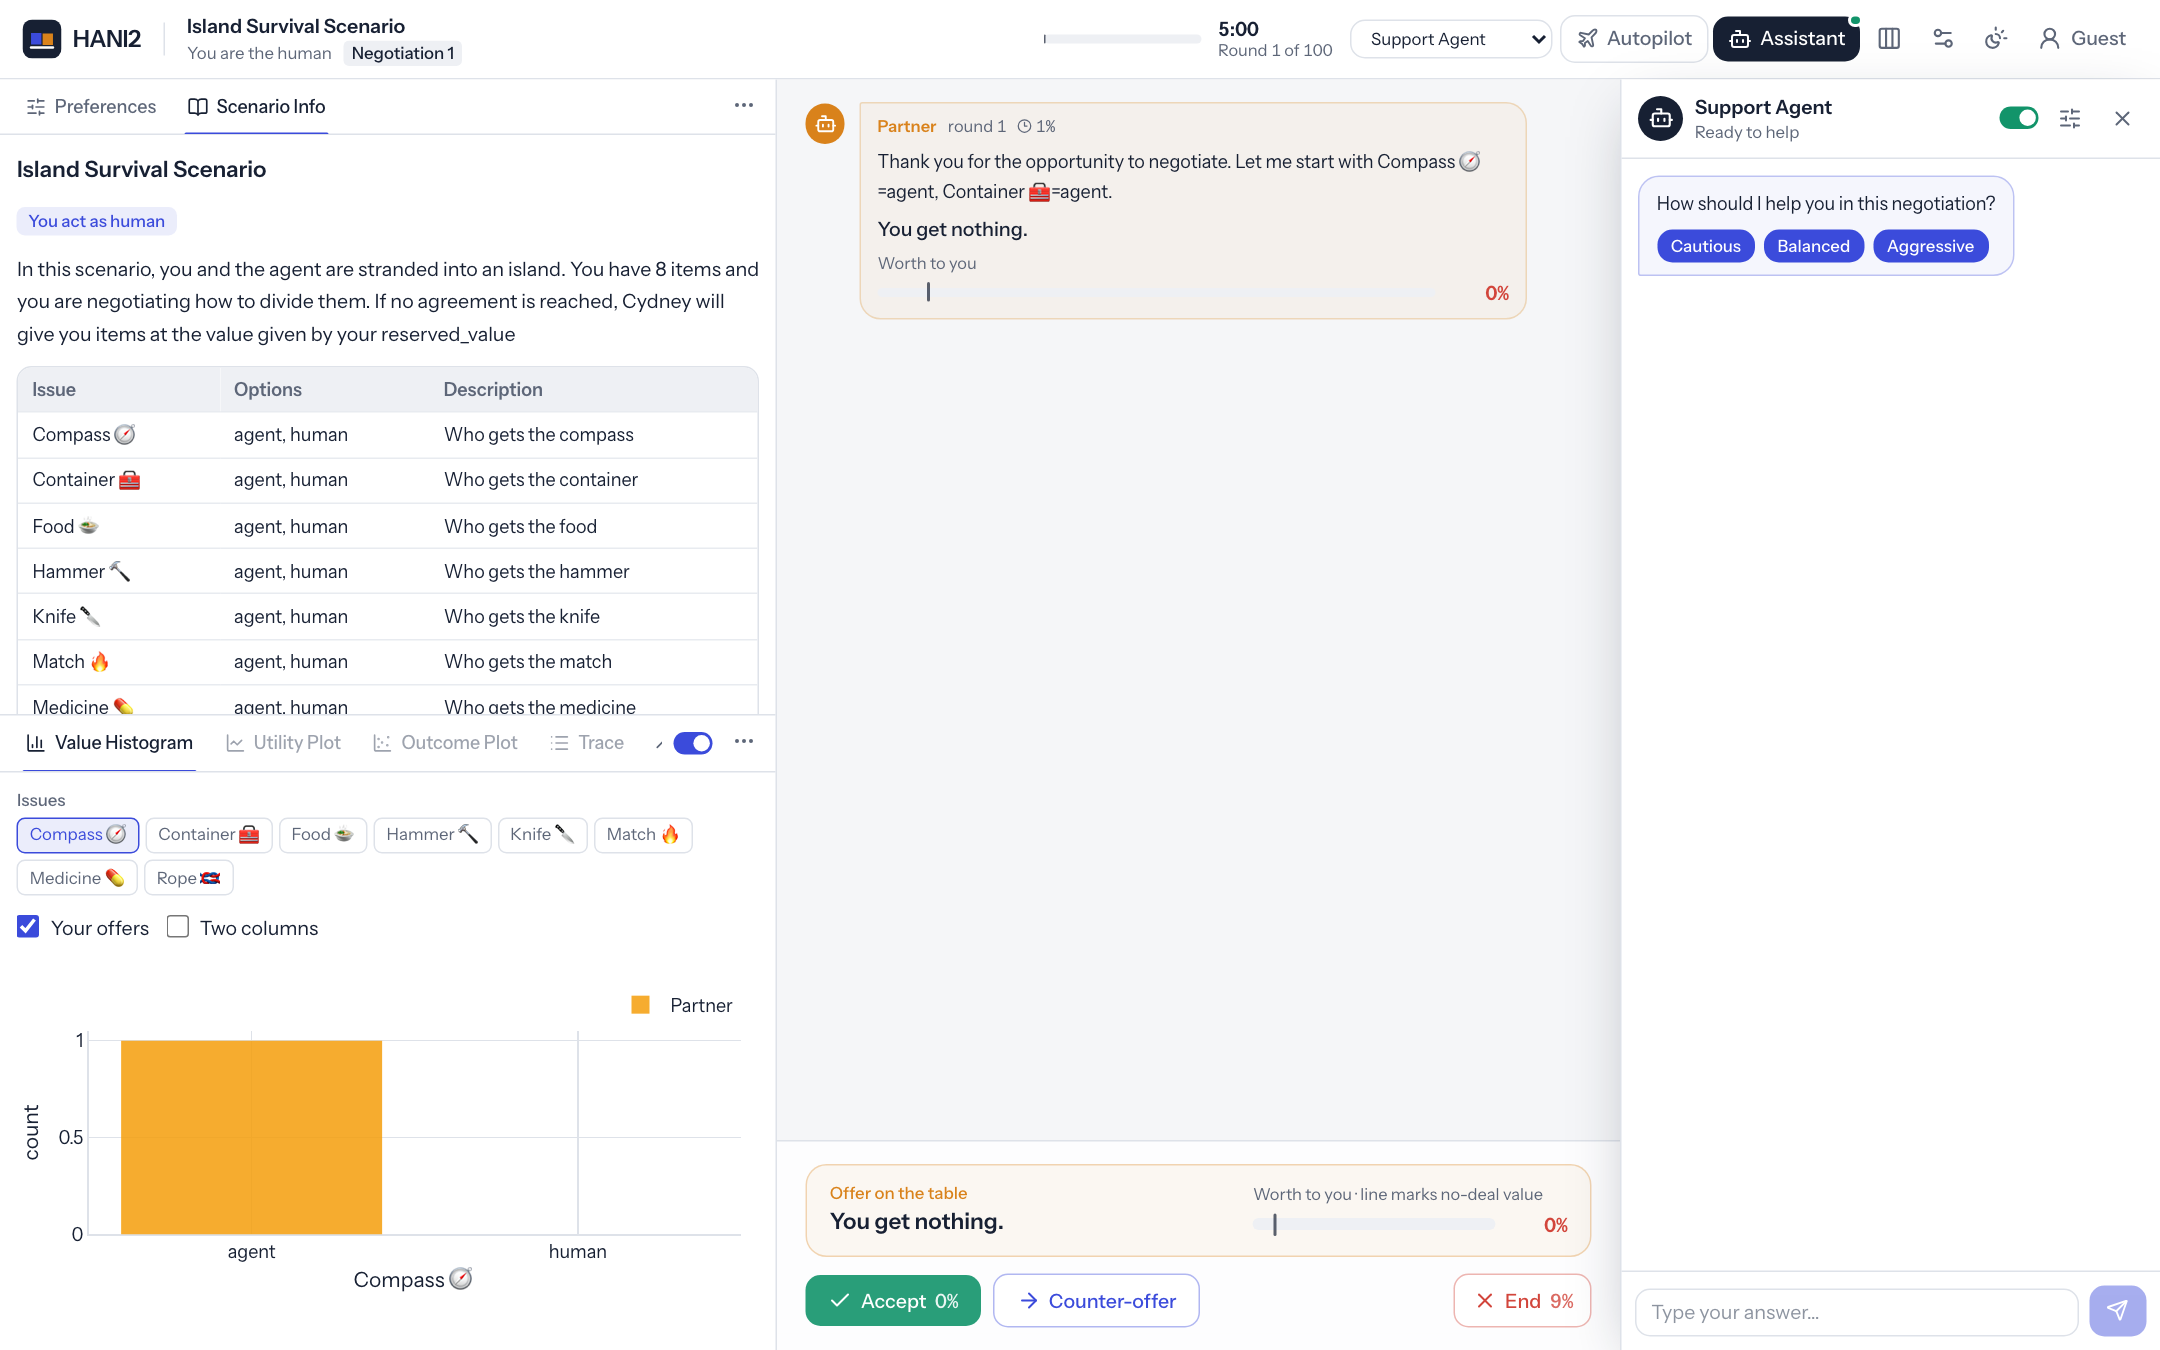 HANI2
Island Survival Scenario
You are the human Negotiation 1
5:00
Round 1 of 100
Support Agent
Autopilot
Assistant
Guest
Preferences
Scenario Info
Island Survival Scenario
You act as human
In this scenario, you and the agent are stranded into an island. You have 8 items and
you are negotiating how to divide them. If no agreement is reached, Cydney will
give you items at the value given by your reserved_value
Issue Options Description
Compass agent, human Who gets the compass
Container agent, human Who gets the container
Food agent, human Who gets the food
Hammer agent, human Who gets the hammer
Knife agent, human Who gets the knife
Match agent, human Who gets the match
Medicine agent, human Who gets the medicine
Value Histogram Utility Plot Outcome Plot Trace
Issues
Compass Container Food Hammer Knife Match
Medicine Rope
Your offers Two columns
Partner
1
0.5
0
count
agent human
Compass
Partner round 1 1%
Thank you for the opportunity to negotiate. Let me start with Compass
=agent, Container =agent.
You get nothing.
Worth to you
0%
Offer on the table
You get nothing.
Worth to you · line marks no-deal value
0%
Accept 0%
Counter-offer
End 9%
Support Agent
Ready to help
How should I help you in this negotiation?
Cautious Balanced Aggressive
Type your answer...